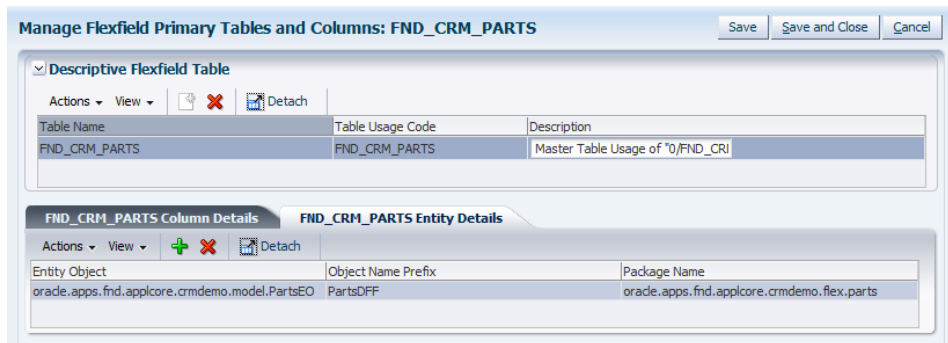 Manage Flexfield Primary Tables and Columns: FND_CRM_PARTS Save Save and Close Cancel
Descriptive Flexfield Table
Actions View Detach
Table Name Table Usage Code Description
FND_CRM_PARTS FND_CRM_PARTS Master Table Usage of "0/FND_CRI
FND_CRM_PARTS Column Details FND_CRM_PARTS Entity Details
Actions View Detach
Entity Object Object Name Prefix Package Name
oracle.apps.fnd.applcore.crmdemo.model.PartsEO PartsDFF oracle.apps.fnd.applcore.crmdemo.flex.parts